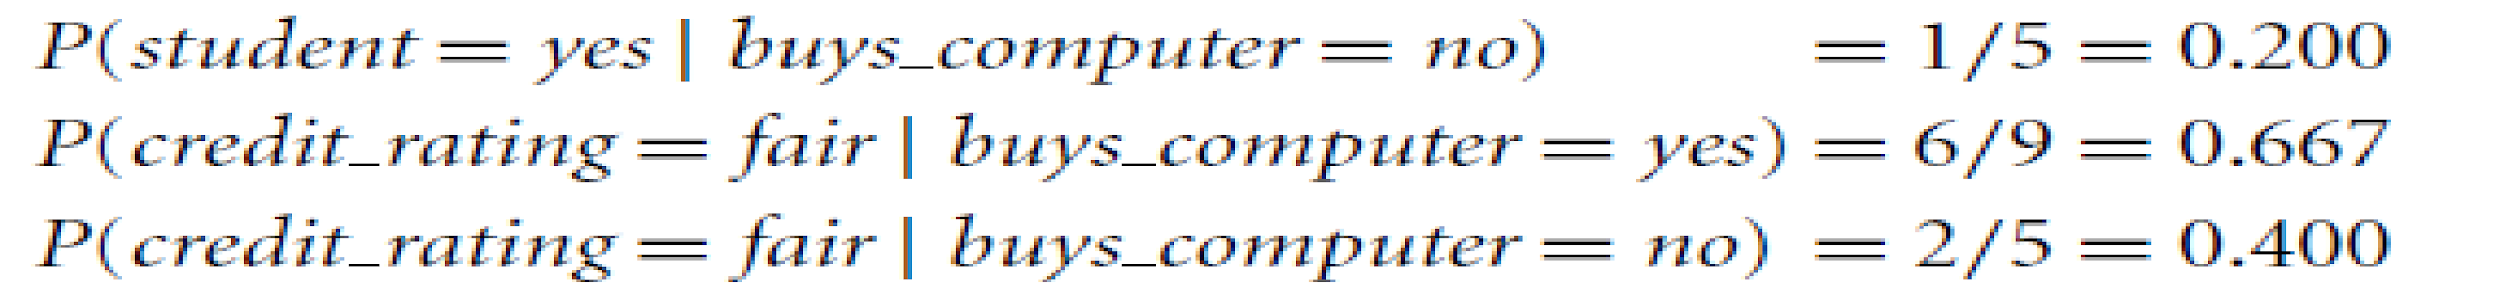 P(student = yes | buys_computer = no) = 1/5 = 0.200
P(credit_rating = fair | buys_computer = yes) = 6/9 = 0.667
P(credit_rating = fair | buys_computer = no) = 2/5 = 0.400